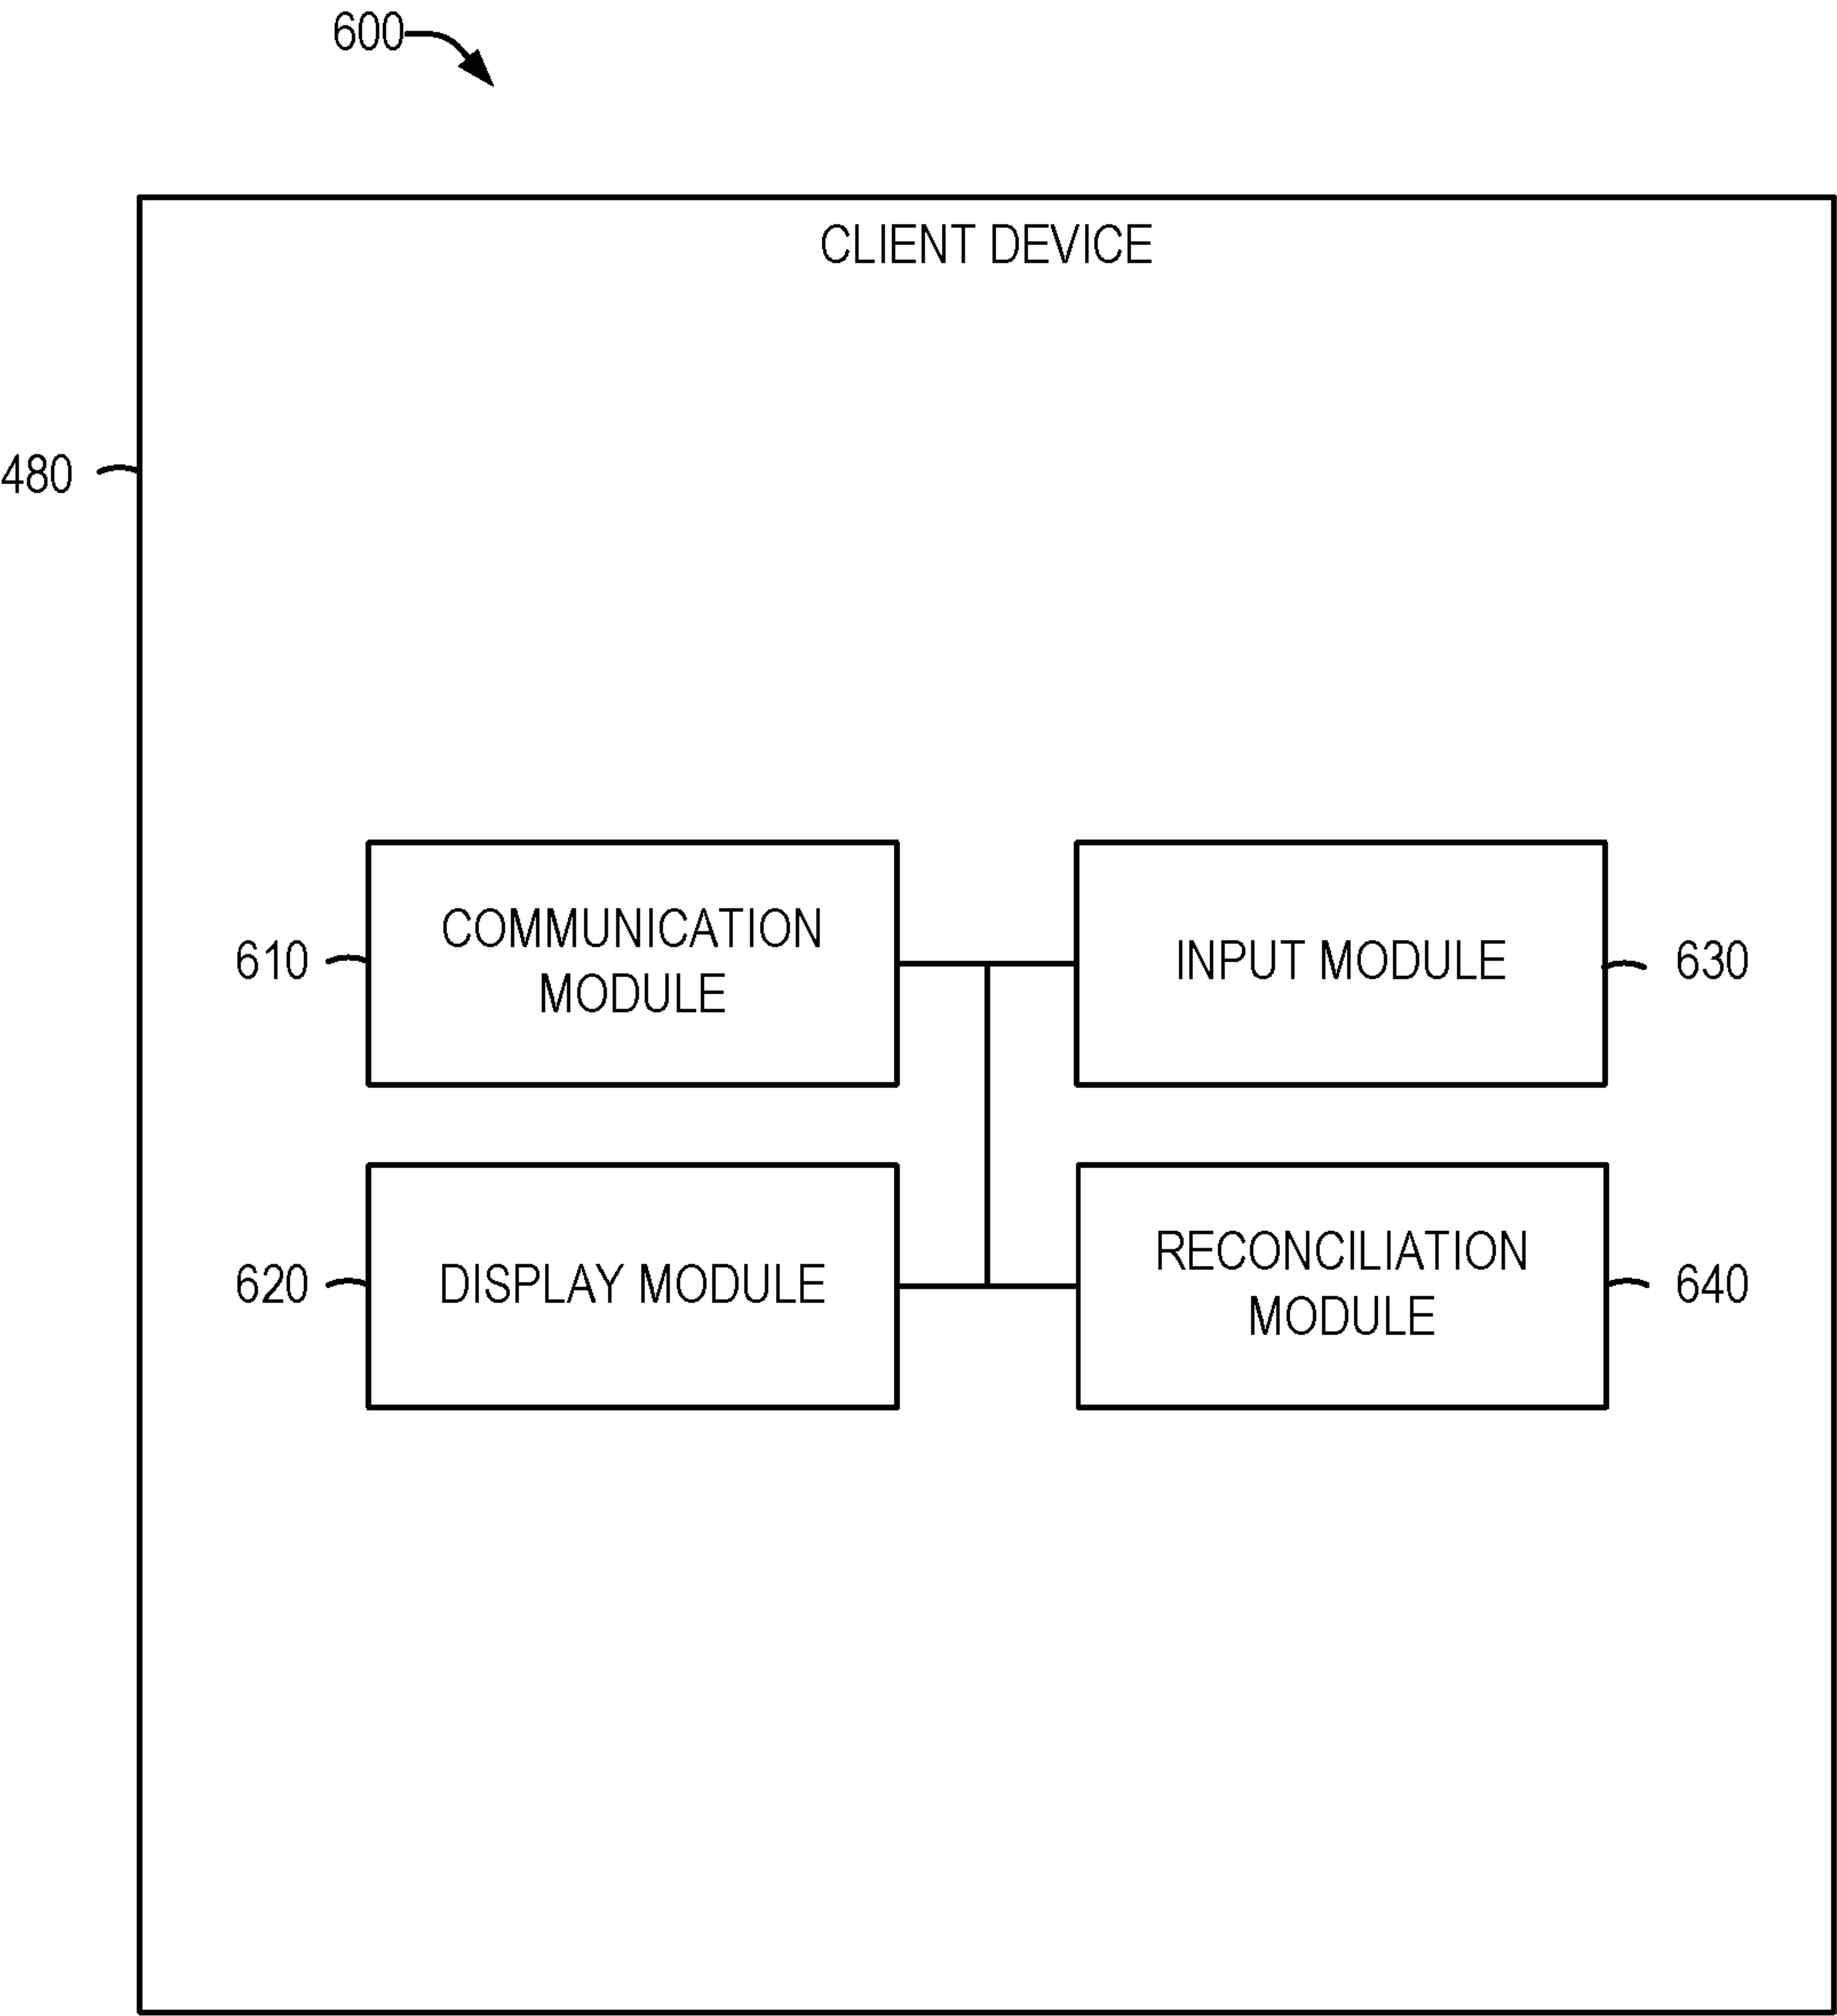 600
CLIENT DEVICE
480
COMMUNICATION
MODULE
610
INPUT MODULE
630
DISPLAY MODULE
620
RECONCILIATION
MODULE
640